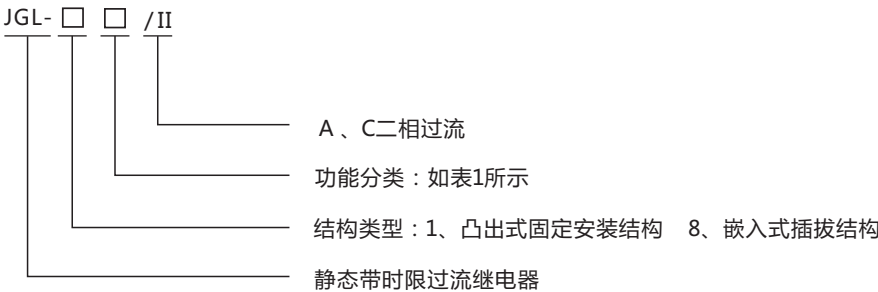 JGL-□ □ /II
A 、C二相过流
功能分类：如表1所示
结构类型：1、凸出式固定安装结构 8、嵌入式插拔结构
静态带时限过流继电器